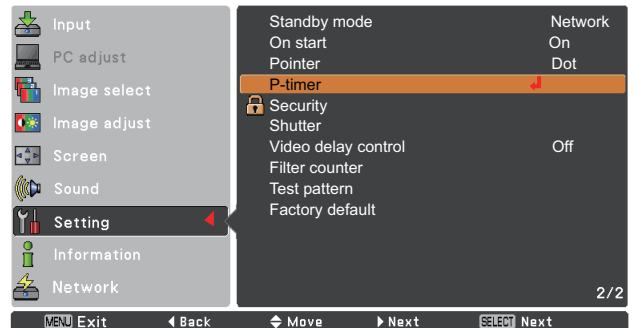 Input
PC adjust
Image select
Image adjust
Screen
Sound
Setting
Information
Network
Standby mode Network
On start On
Pointer Dot
P-timer
Security
Shutter
Video delay control Off
Filter counter
Test pattern
Factory default
2/2
MENU Exit Back Move Next SELECT Next